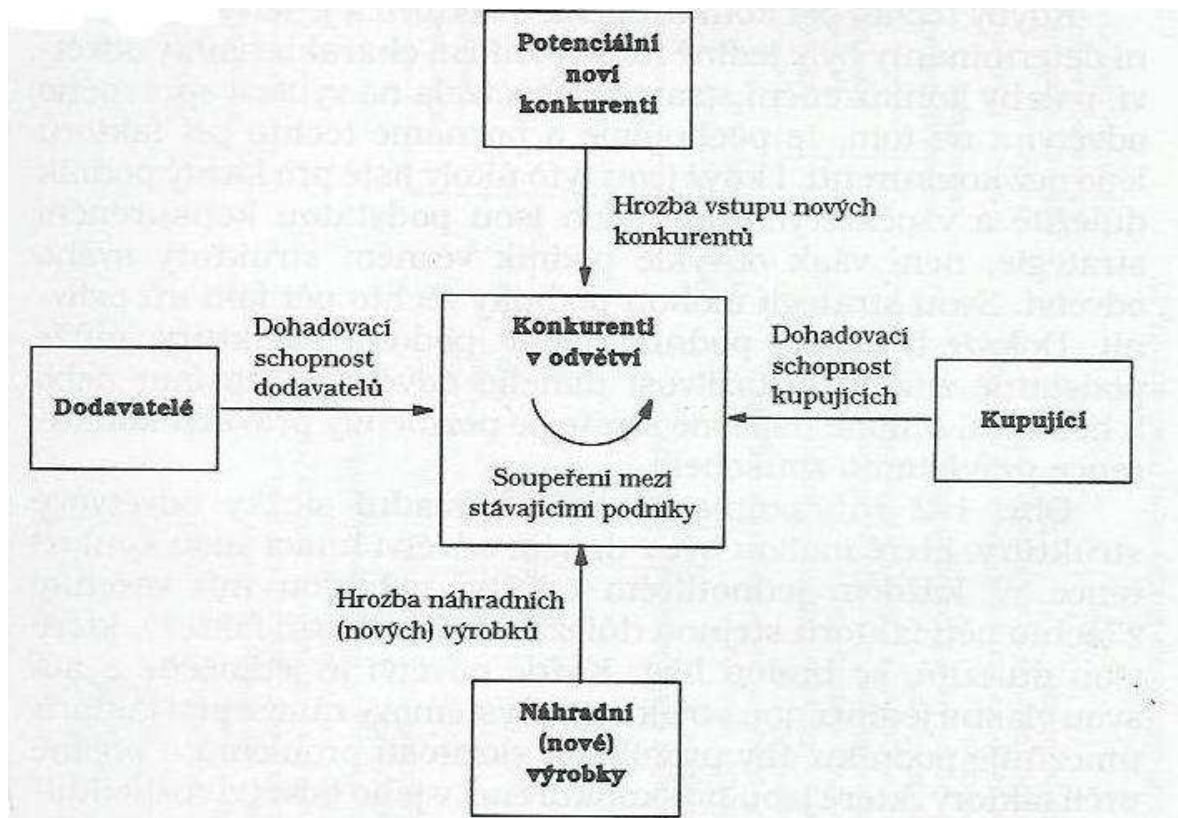 Potenciální
noví
konkurenti
Hrozba vstupu nových
konkurentů
Dohadovací
schopnost
dodavatelů
Dodavatelé
Konkurenti
v odvětví
Soupeření mezi
stávajícími podniky
Dohadovací
schopnost
kupujících
Kupující
Hrozba náhradních
(nových) výrobků
Náhradní
(nové)
výrobky